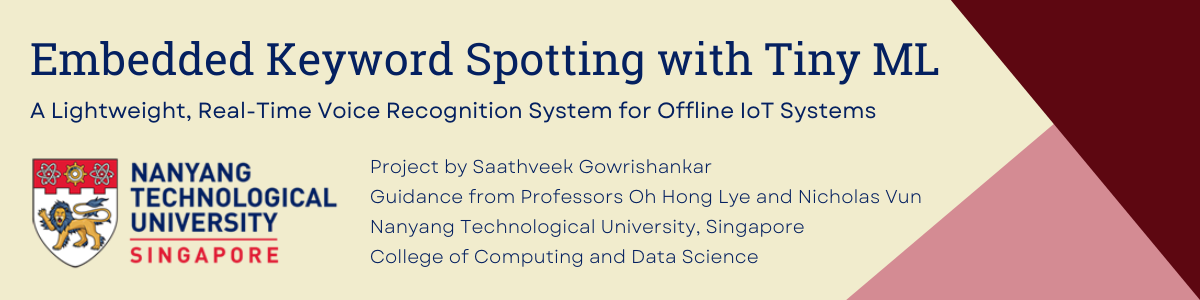 Embedded Keyword Spotting with Tiny ML
A Lightweight, Real-Time Voice Recognition System for Offline IoT Systems
NANYANG
TECHNOLOGICAL
UNIVERSITY
SINGAPORE
Project by Saathveek Gowrishankar
Guidance from Professors Oh Hong Lye and Nicholas Vun
Nanyang Technological University, Singapore
College of Computing and Data Science